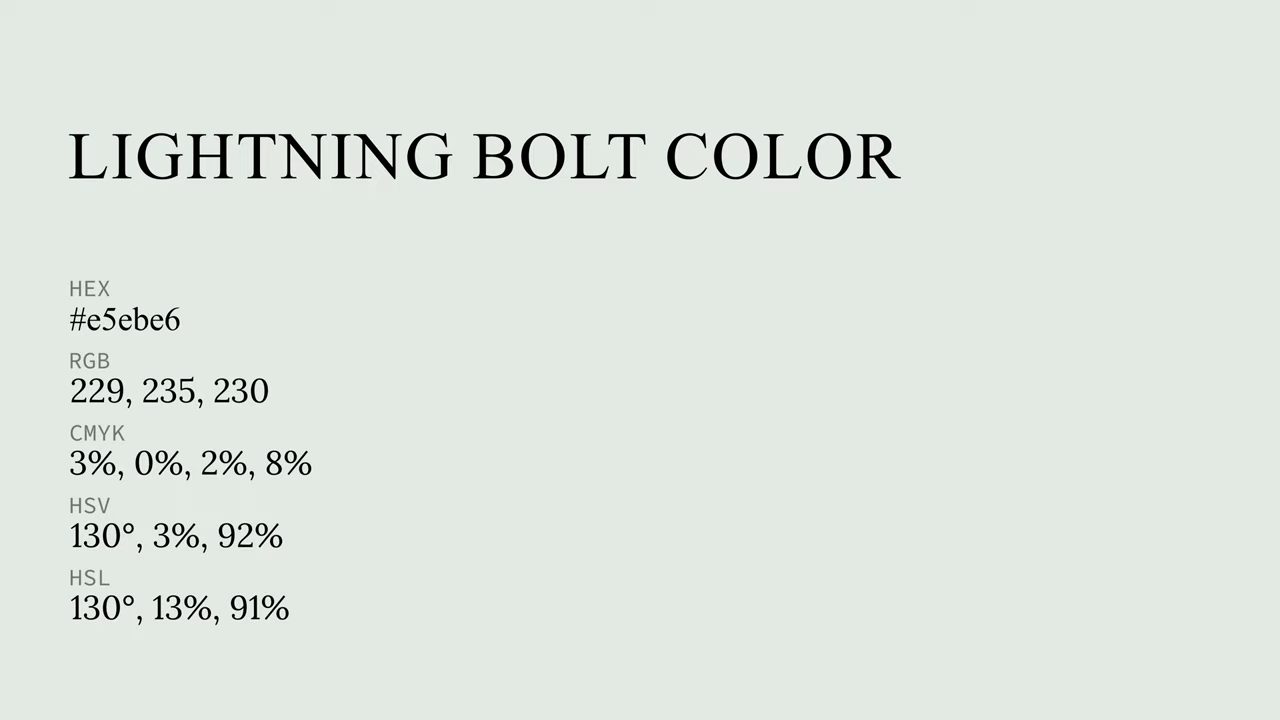 LIGHTNING BOLT COLOR
HEX
#e5ebe6
RGB
229, 235, 230
CMYK
3%, 0%, 2%, 8%
HSV
130°, 3%, 92%
HSL
130°, 13%, 91%